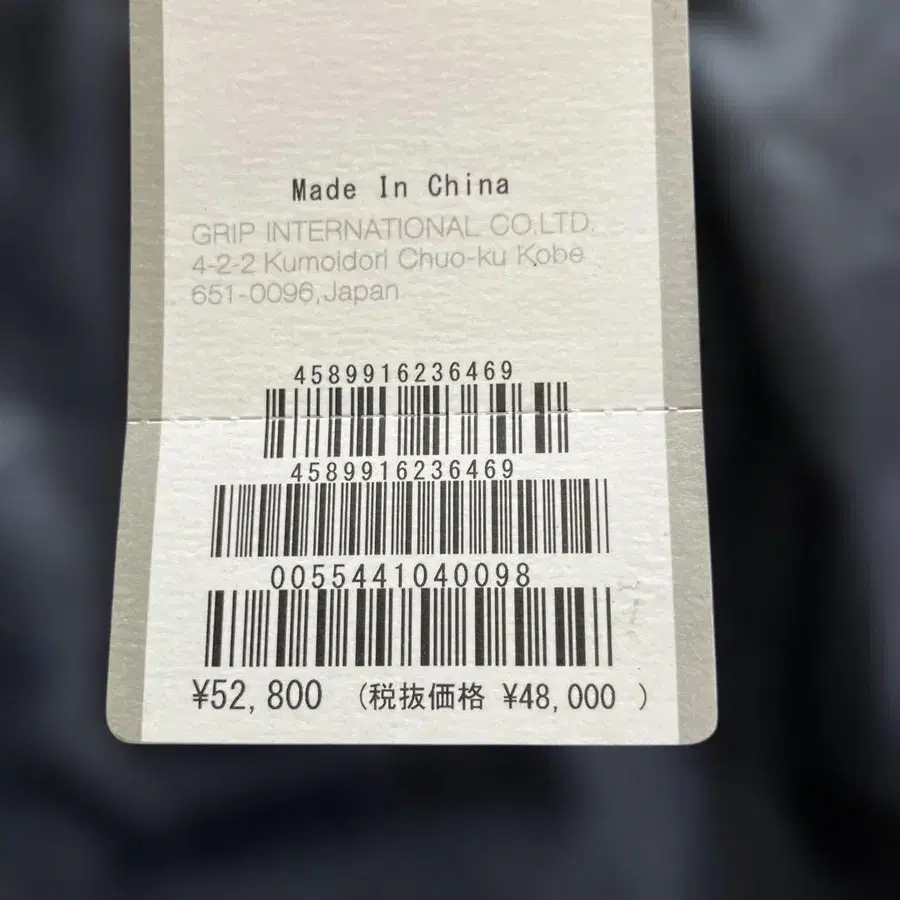 Made In China
GRIP INTERNATIONAL CO.LTD.
4-2-2 Kumoidori Chuo-ku Kobe
651-0096,Japan
4589916236469
4589916236469
0055441040098
¥52,800 (税抜価格 ¥48,000 )